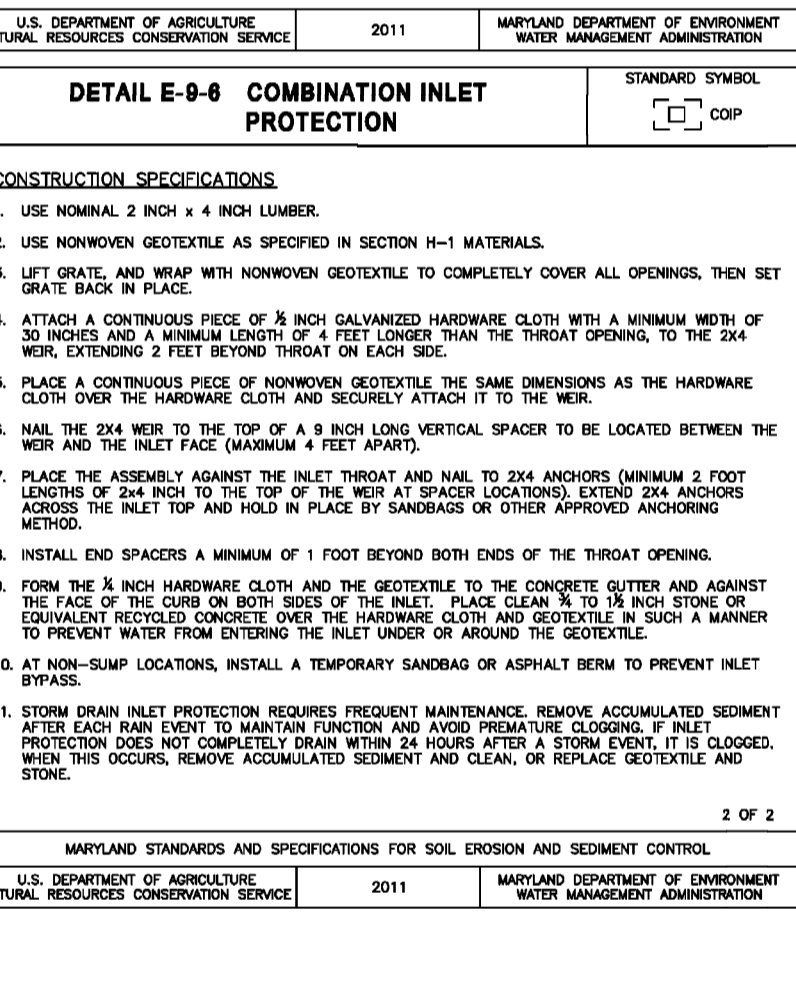 U.S. DEPARTMENT OF AGRICULTURE
TURAL RESOURCES CONSERVATION SERVICE
2011
MARYLAND DEPARTMENT OF ENVIRONMENT
WATER MANAGEMENT ADMINISTRATION
DETAIL E-9-6 COMBINATION INLET
PROTECTION
STANDARD SYMBOL
COIP
CONSTRUCTION SPECIFICATIONS
. USE NOMINAL 2 INCH x 4 INCH LUMBER.
. USE NONWOVEN GEOTEXTILE AS SPECIFIED IN SECTION H-1 MATERIALS.
. LIFT GRATE, AND WRAP WITH NONWOVEN GEOTEXTILE TO COMPLETELY COVER ALL OPENINGS, THEN SET
GRATE BACK IN PLACE.
. ATTACH A CONTINUOUS PIECE OF ½ INCH GALVANIZED HARDWARE CLOTH WITH A MINIMUM WIDTH OF
30 INCHES AND A MINIMUM LENGTH OF 4 FEET LONGER THAN THE THROAT OPENING, TO THE 2X4
WEIR, EXTENDING 2 FEET BEYOND THROAT ON EACH SIDE.
. PLACE A CONTINUOUS PIECE OF NONWOVEN GEOTEXTILE THE SAME DIMENSIONS AS THE HARDWARE
CLOTH OVER THE HARDWARE CLOTH AND SECURELY ATTACH IT TO THE WEIR.
. NAIL THE 2X4 WEIR TO THE TOP OF A 9 INCH LONG VERTICAL SPACER TO BE LOCATED BETWEEN THE
WEIR AND THE INLET FACE (MAXIMUM 4 FEET APART).
. PLACE THE ASSEMBLY AGAINST THE INLET THROAT AND NAIL TO 2X4 ANCHORS (MINIMUM 2 FOOT
LENGTHS OF 2x4 INCH TO THE TOP OF THE WEIR AT SPACER LOCATIONS). EXTEND 2X4 ANCHORS
ACROSS THE INLET TOP AND HOLD IN PLACE BY SANDBAGS OR OTHER APPROVED ANCHORING
METHOD.
. INSTALL END SPACERS A MINIMUM OF 1 FOOT BEYOND BOTH ENDS OF THE THROAT OPENING.
. FORM THE ¼ INCH HARDWARE CLOTH AND THE GEOTEXTILE TO THE CONCRETE GUTTER AND AGAINST
THE FACE OF THE CURB ON BOTH SIDES OF THE INLET. PLACE CLEAN ¾ TO 1½ INCH STONE OR
EQUIVALENT RECYCLED CONCRETE OVER THE HARDWARE CLOTH AND GEOTEXTILE IN SUCH A MANNER
TO PREVENT WATER FROM ENTERING THE INLET UNDER OR AROUND THE GEOTEXTILE.
0. AT NON-SUMP LOCATIONS, INSTALL A TEMPORARY SANDBAG OR ASPHALT BERM TO PREVENT INLET
BYPASS.
1. STORM DRAIN INLET PROTECTION REQUIRES FREQUENT MAINTENANCE. REMOVE ACCUMULATED SEDIMENT
AFTER EACH RAIN EVENT TO MAINTAIN FUNCTION AND AVOID PREMATURE CLOGGING. IF INLET
PROTECTION DOES NOT COMPLETELY DRAIN WITHIN 24 HOURS AFTER A STORM EVENT, IT IS CLOGGED.
WHEN THIS OCCURS, REMOVE ACCUMULATED SEDIMENT AND CLEAN, OR REPLACE GEOTEXTILE AND
STONE.
2 OF 2
MARYLAND STANDARDS AND SPECIFICATIONS FOR SOIL EROSION AND SEDIMENT CONTROL
U.S. DEPARTMENT OF AGRICULTURE
TURAL RESOURCES CONSERVATION SERVICE
2011
MARYLAND DEPARTMENT OF ENVIRONMENT
WATER MANAGEMENT ADMINISTRATION